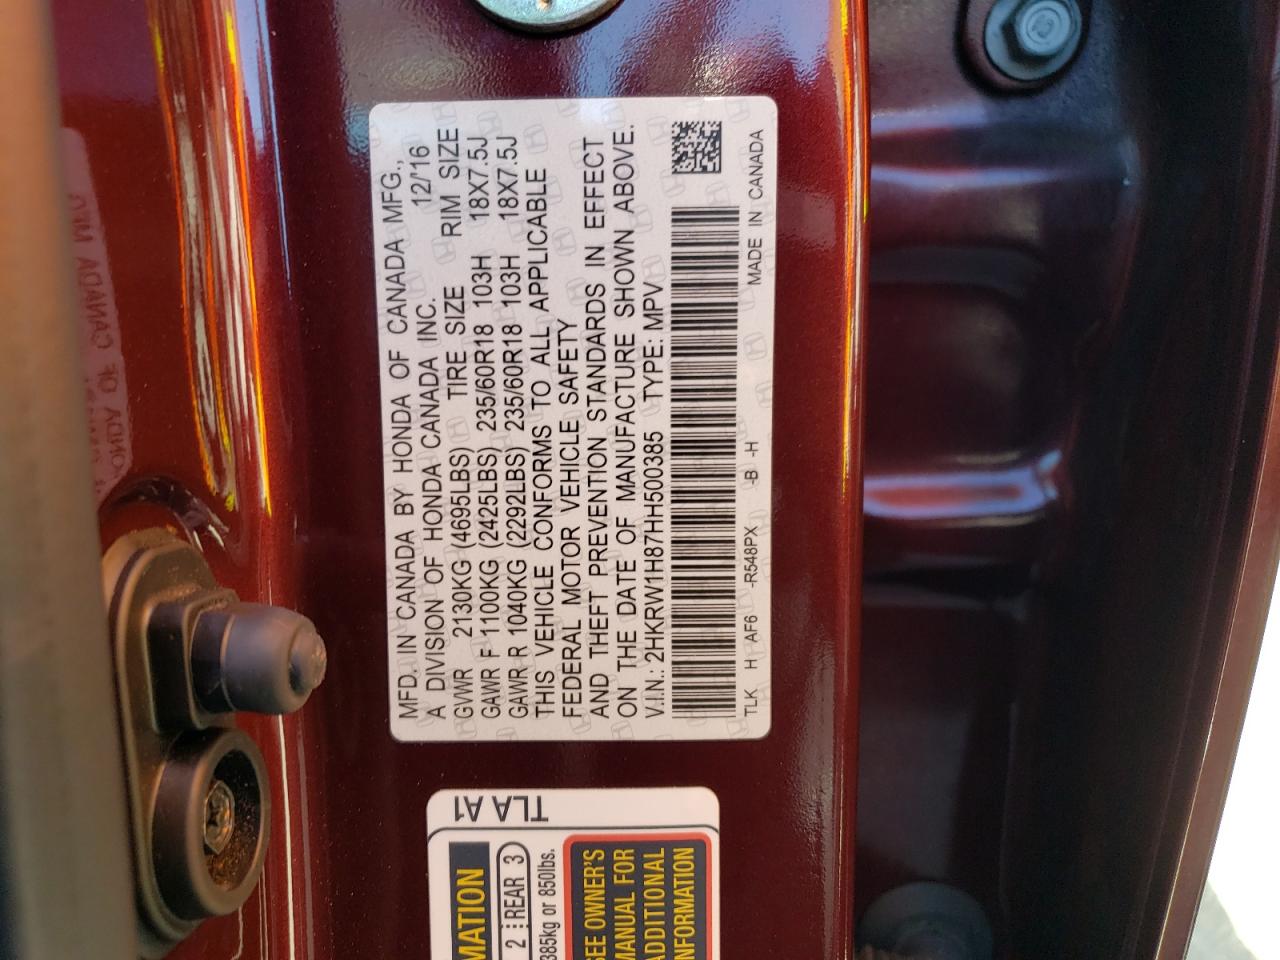 MFD. IN CANADA BY HONDA OF CANADA MFG.,
A DIVISION OF HONDA CANADA INC. 12/'16
GVWR 2130KG (4695LBS) TIRE SIZE RIM SIZE
GAWR F 1100KG (2425LBS) 235/60R18 103H 18X7.5J
GAWR R 1040KG (2292LBS) 235/60R18 103H 18X7.5J
THIS VEHICLE CONFORMS TO ALL APPLICABLE
FEDERAL MOTOR VEHICLE SAFETY
AND THEFT PREVENTION STANDARDS IN EFFECT
ON THE DATE OF MANUFACTURE SHOWN ABOVE.
V.I.N.: 2HKRW1H87HH500385 TYPE: MPV
TLK H AF6 -R548PX -B -H MADE IN CANADA
TLA A1
MATION
2 REAR 3
385kg or 850lbs.
SEE OWNER'S
MANUAL FOR
ADDITIONAL
INFORMATION